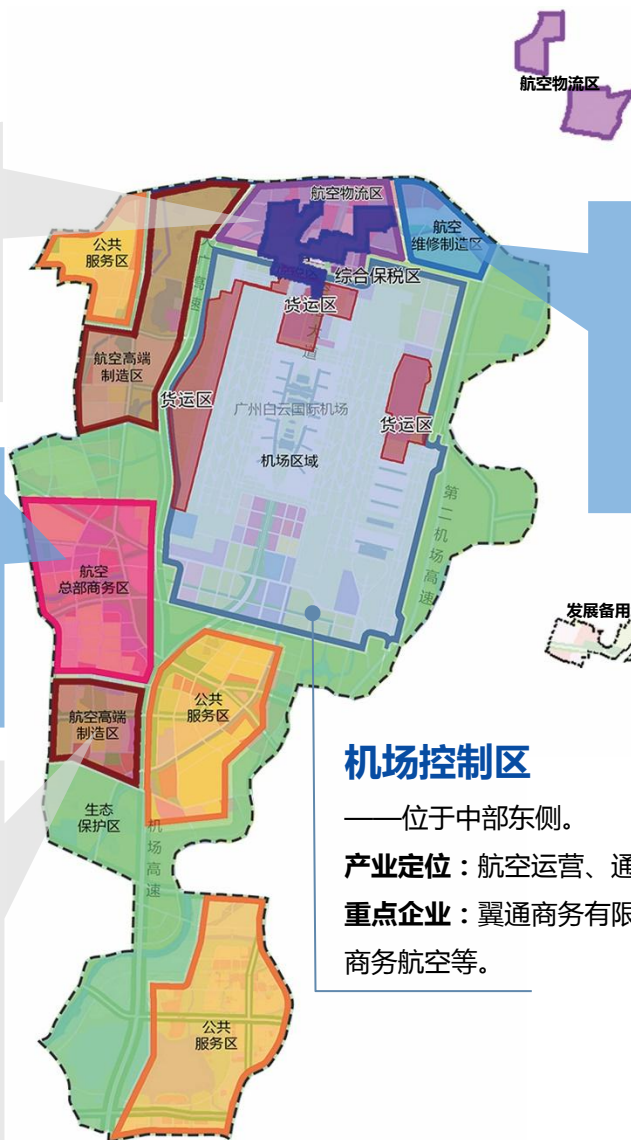 航空物流区
航空物流区
航空
维修制造区
公共
服务区
综合保税区
货运区
大道
航空高端
制造区
货运区
广州白云国际机场
货运区
机场区域
第二机场高速
航空
总部商务区
发展备用
公共
服务区
航空高端
制造区
生态
保护区
机场高速
机场控制区
——位于中部东侧。
产业定位：航空运营、通
重点企业：翼通商务有限
商务航空等。
公共
服务区